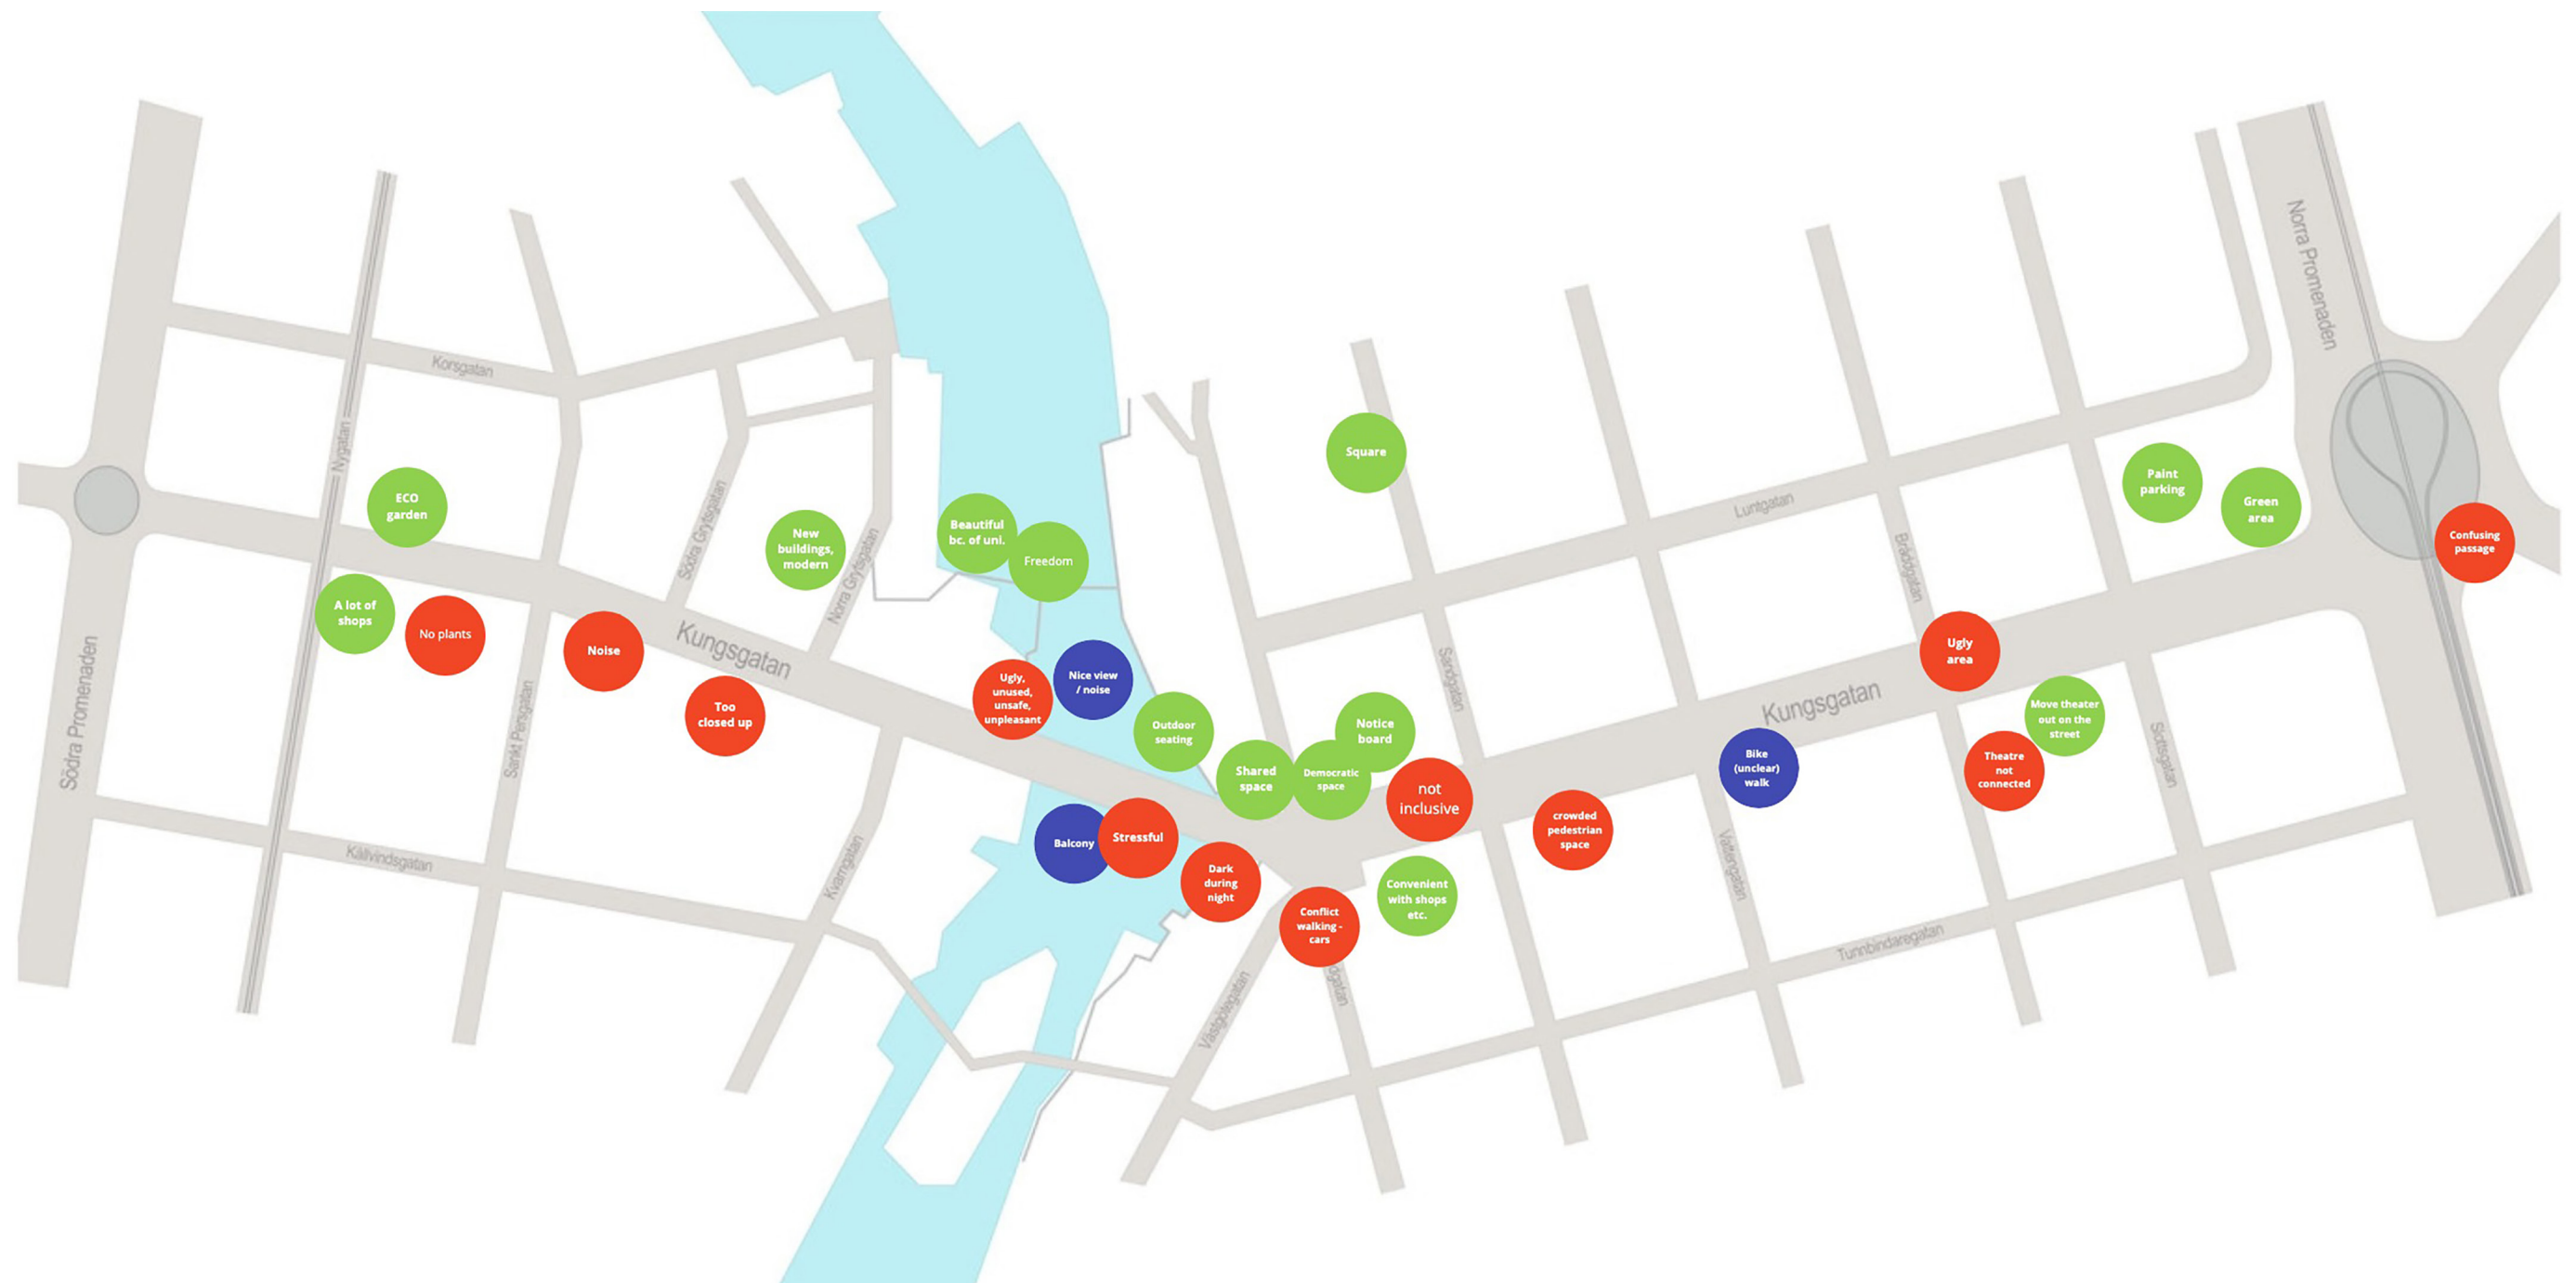 Norra Promenaden
Korsgatan
Nygatan
Square
Paint
parking
Green
area
ECO
garden
Södra Grytsgatan
New
buildings,
modern
Norra Grytsgatan
Beautiful
bc. of uni.
Freedom
Luntgatan
Brådgatan
Confusing
passage
A lot of
shops
No plants
Noise
Kungsgatan
Too
closed up
Södra Promenaden
Sankt Persgatan
Ugly,
unused,
unsafe,
unpleasant
Nice view
/ noise
Outdoor
seating
Sandgatan
Notice
board
Shared
space
Democratic
space
not
inclusive
Ugly
area
Kungsgatan
Move theater
out on the
street
Bike
(unclear)
walk
Theatre
not
connected
Slottsgatan
Källvindsgatan
Kvarngatan
Balcony
Stressful
Dark
during
night
crowded
pedestrian
space
Vattengatan
Convenient
with shops
etc.
Conflict
walking -
cars
Tunnbindaregatan
Västgötegatan
dgatan